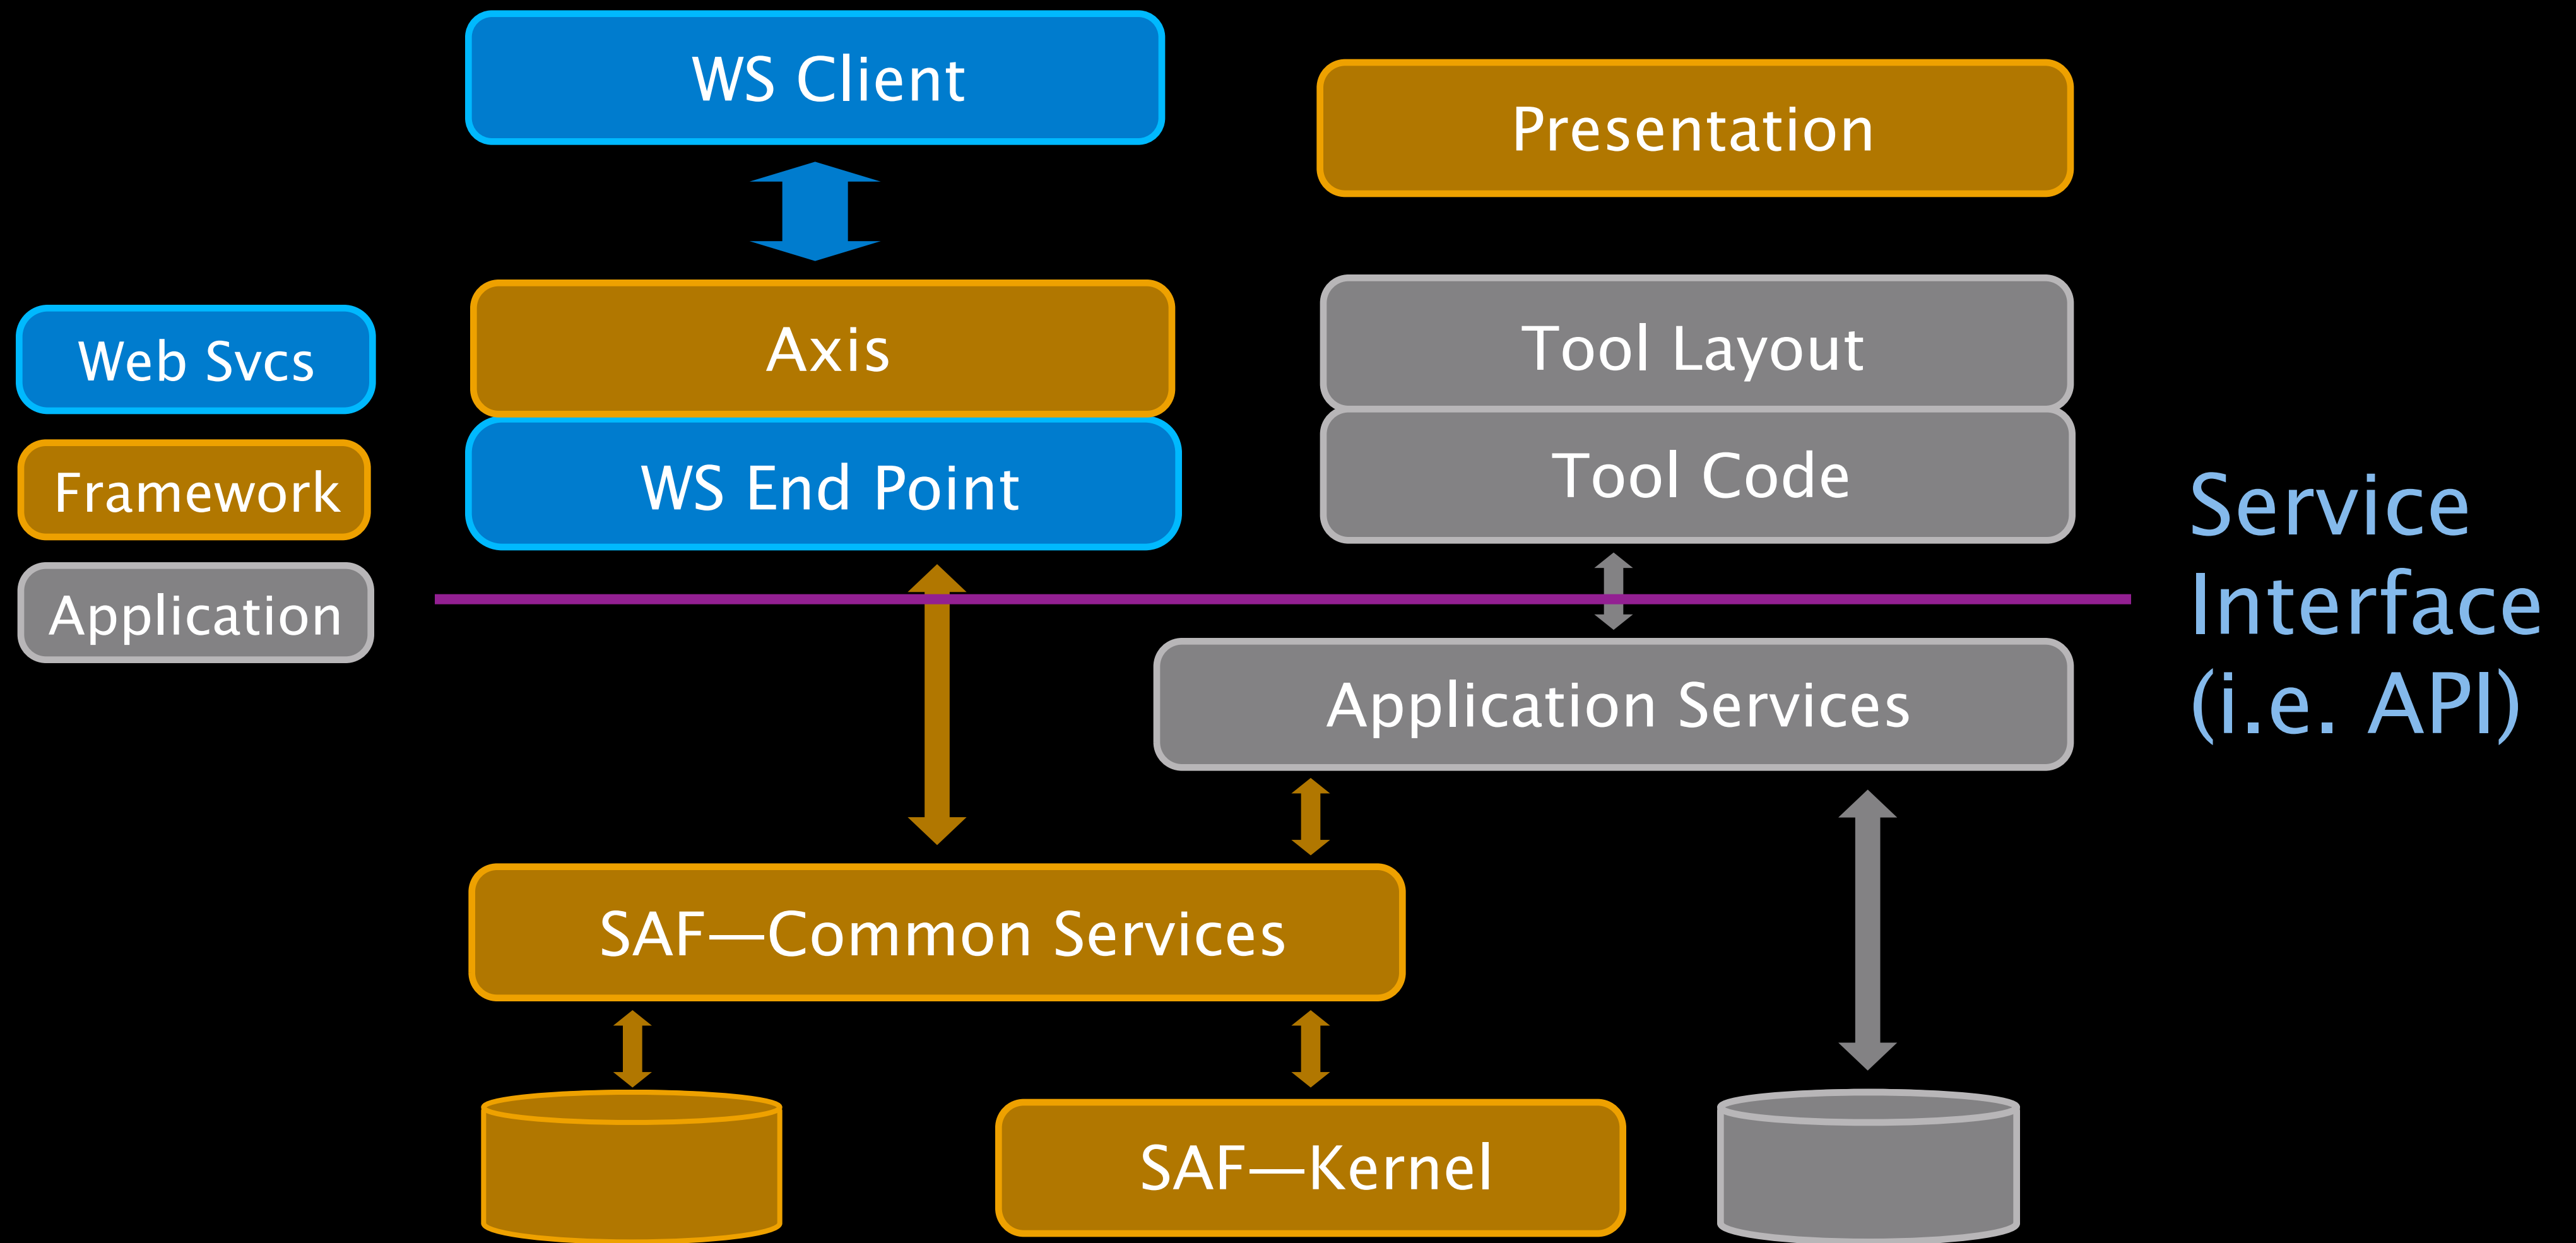 WS Client
Presentation
Axis
Tool Layout
Web Svcs
WS End Point
Tool Code
Framework
Application
Service
Interface
(i.e. API)
Application Services
SAF—Common Services
SAF—Kernel